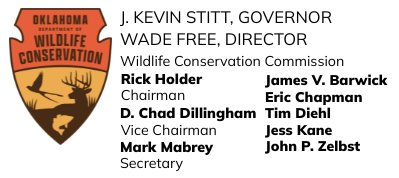 OKLAHOMA
DEPARTMENT OF
WILDLIFE
CONSERVATION
J. KEVIN STITT, GOVERNOR
WADE FREE, DIRECTOR
Wildlife Conservation Commission
Rick Holder
Chairman
D. Chad Dillingham
Vice Chairman
Mark Mabrey
Secretary
James V. Barwick
Eric Chapman
Tim Diehl
Jess Kane
John P. Zelbst